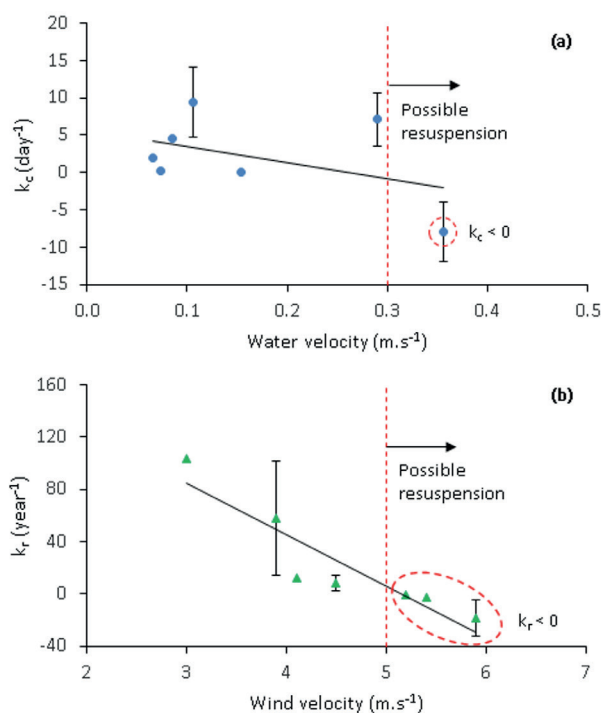 (a)
20
15
10
5
0
-5
-10
-15
k_c (day⁻¹)
Possible
resuspension
k_c < 0
0.0 0.1 0.2 0.3 0.4 0.5
Water velocity (m.s⁻¹)
(b)
160
120
80
40
0
-40
k_r (year⁻¹)
Possible
resuspension
k_r < 0
2 3 4 5 6 7
Wind velocity (m.s⁻¹)